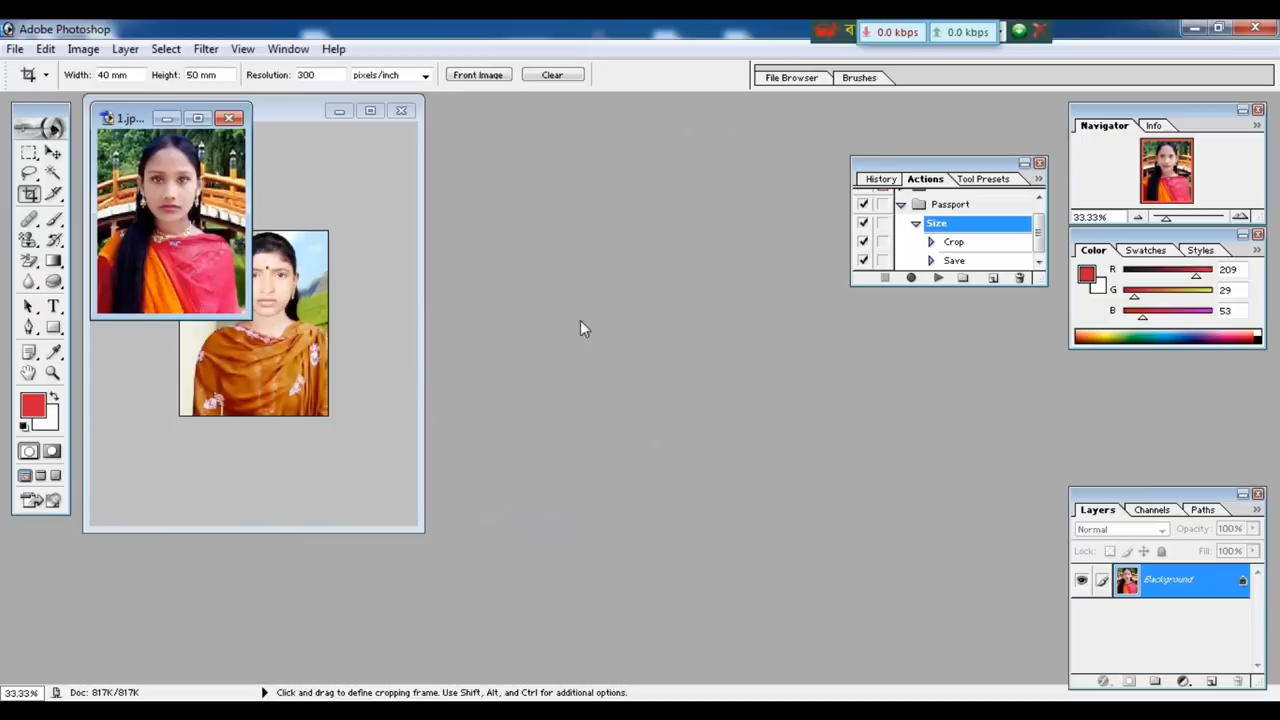 Adobe Photoshop
ব
0.0 kbps
0.0 kbps
File Edit Image Layer Select Filter View Window Help
Width: 40 mm Height: 50 mm Resolution: 300 pixels/inch Front Image Clear
File Browser Brushes
1.jp...
Navigator Info
33.33%
History Actions Tool Presets
Passport
Size
Crop
Save
Color Swatches Styles
R 209
G 29
B 53
Layers Channels Paths
Normal Opacity: 100%
Lock: Fill: 100%
Background
33.33% Doc: 817K/817K Click and drag to define cropping frame. Use Shift, Alt, and Ctrl for additional options.